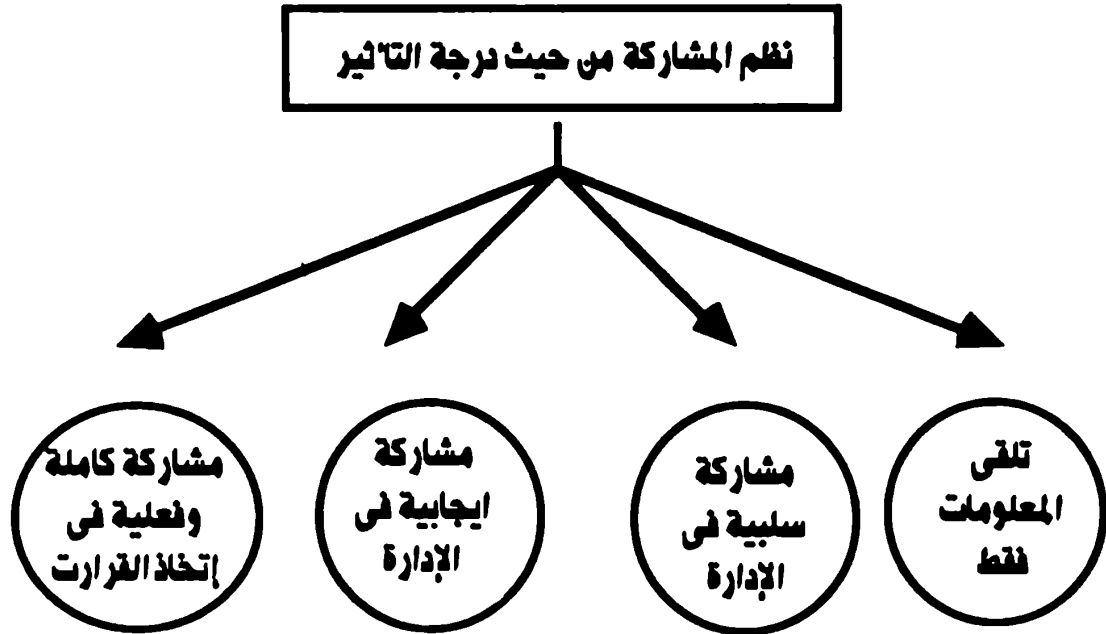 نظم المشاركة من حيث درجة التأثير
تلقى
المعلومات
فقط
مشاركة
سلبية فى
الإدارة
مشاركة
ايجابية فى
الإدارة
مشاركة كاملة
وفعلية فى
إتخاذ القرارت